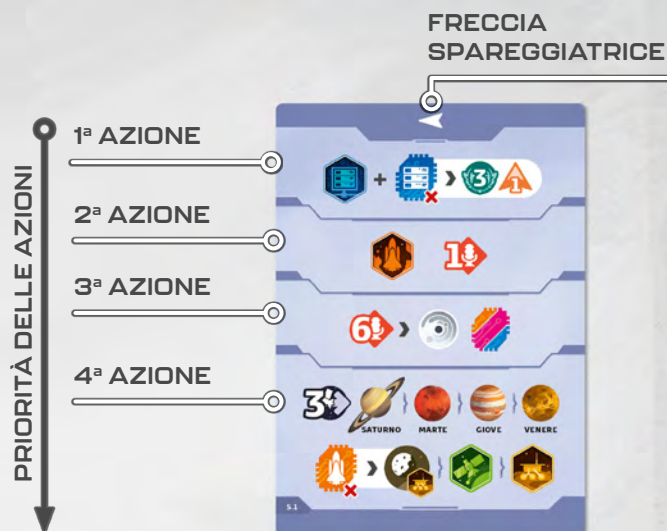 FRECCIA
SPAREGGIATRICE
PRIORITÀ DELLE AZIONI
1ª AZIONE
+ 3 1
2ª AZIONE
1
3ª AZIONE
6
4ª AZIONE
3
SATURNO MARTE GIOVE VENERE
S.1